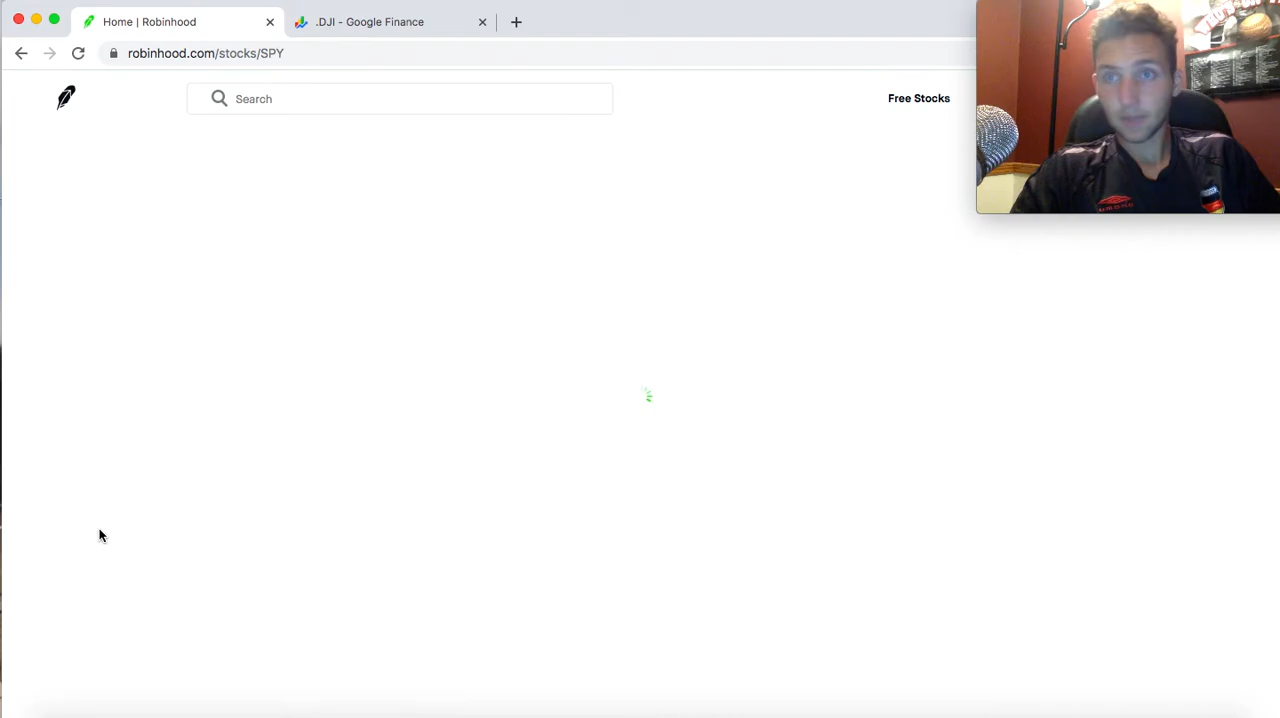 Home | Robinhood
.DJI - Google Finance
robinhood.com/stocks/SPY
Search
Free Stocks